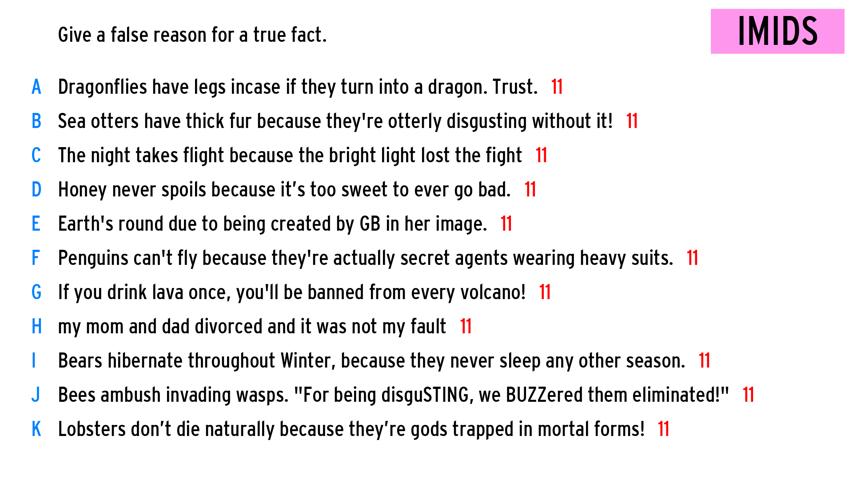 Give a false reason for a true fact.
IMIDS
A Dragonflies have legs incase if they turn into a dragon. Trust. 11
B Sea otters have thick fur because they're otterly disgusting without it! 11
C The night takes flight because the bright light lost the fight 11
D Honey never spoils because it’s too sweet to ever go bad. 11
E Earth's round due to being created by GB in her image. 11
F Penguins can't fly because they're actually secret agents wearing heavy suits. 11
G If you drink lava once, you'll be banned from every volcano! 11
H my mom and dad divorced and it was not my fault 11
I Bears hibernate throughout Winter, because they never sleep any other season. 11
J Bees ambush invading wasps. "For being disguSTING, we BUZZered them eliminated!" 11
K Lobsters don’t die naturally because they’re gods trapped in mortal forms! 11